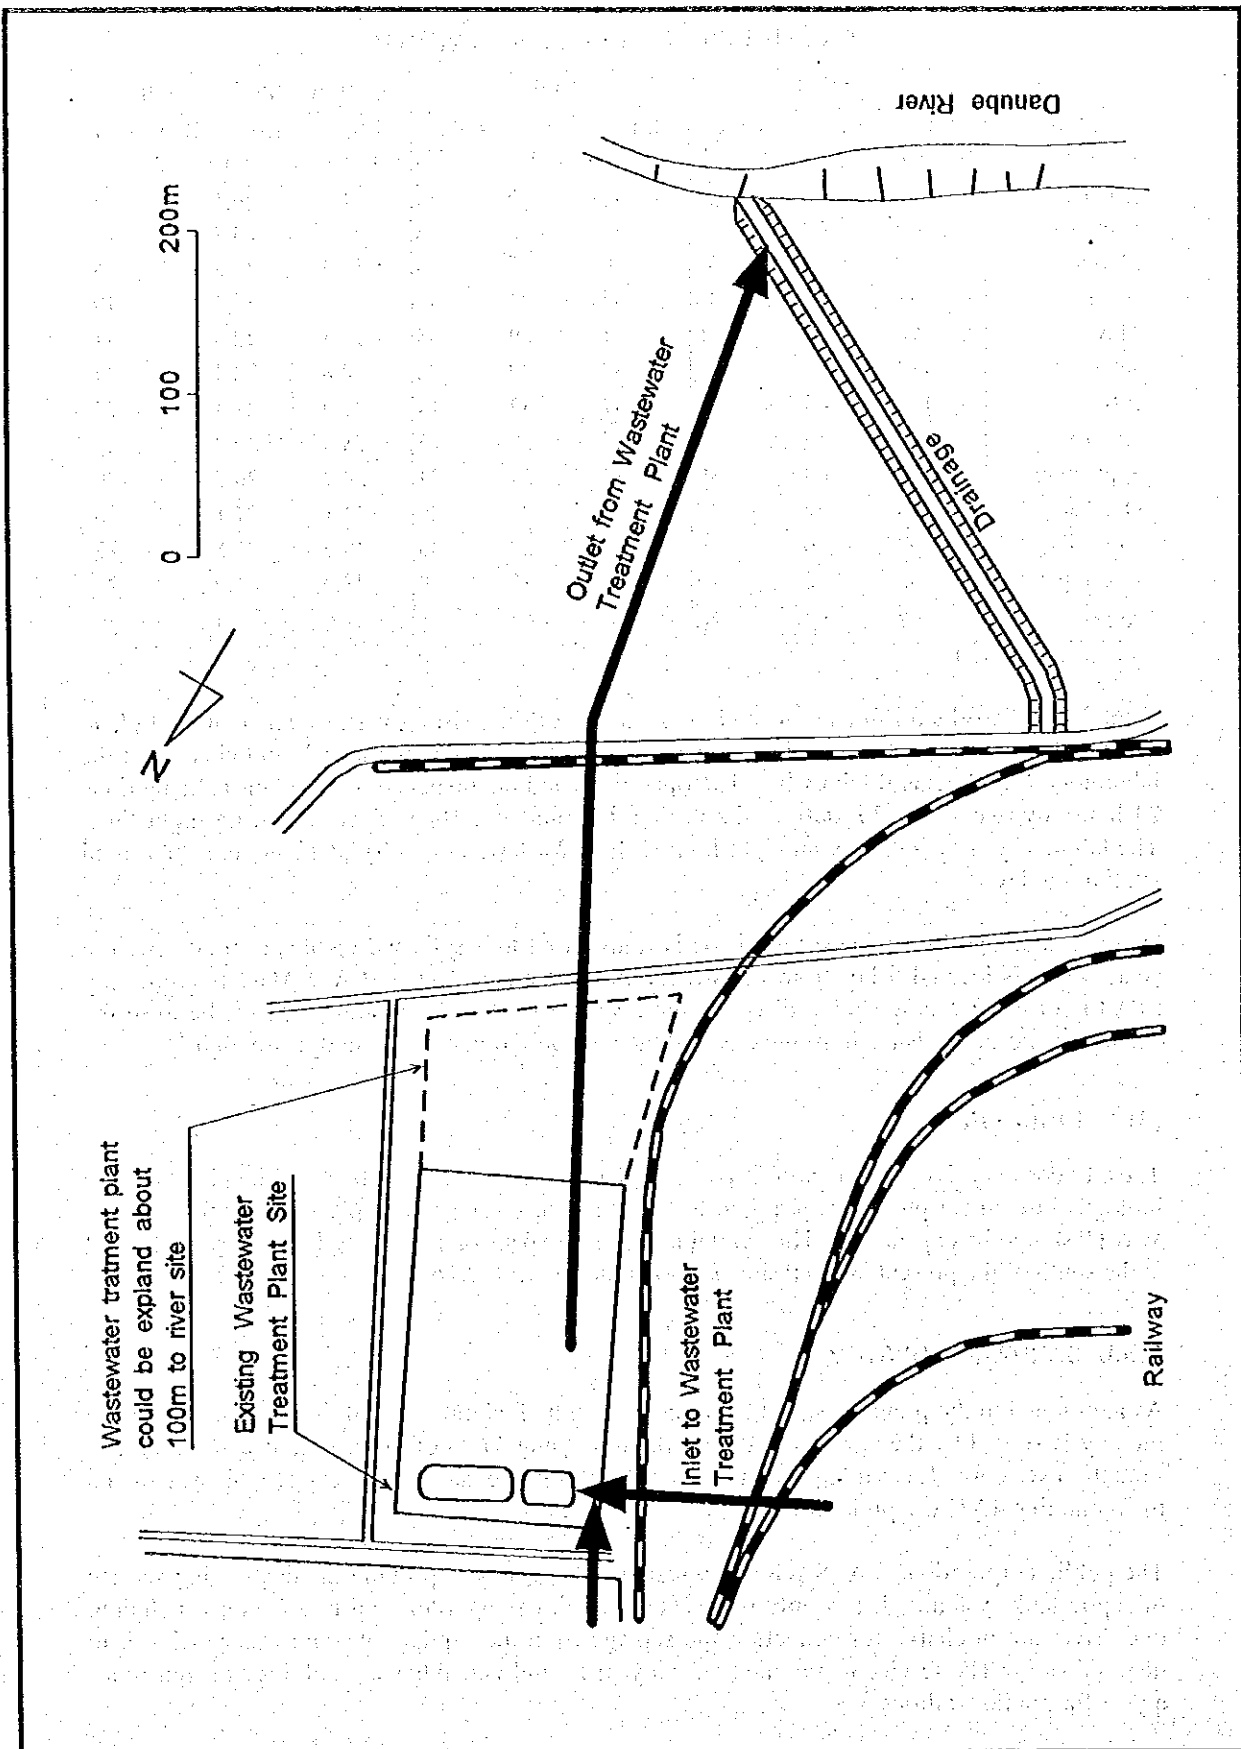 Danube River
0 100 200m
N
Outlet from Wastewater
Treatment Plant
Drainage
Wastewater tratment plant
could be expland about
100m to river site
Existing Wastewater
Treatment Plant Site
Inlet to Wastewater
Treatment Plant
Railway